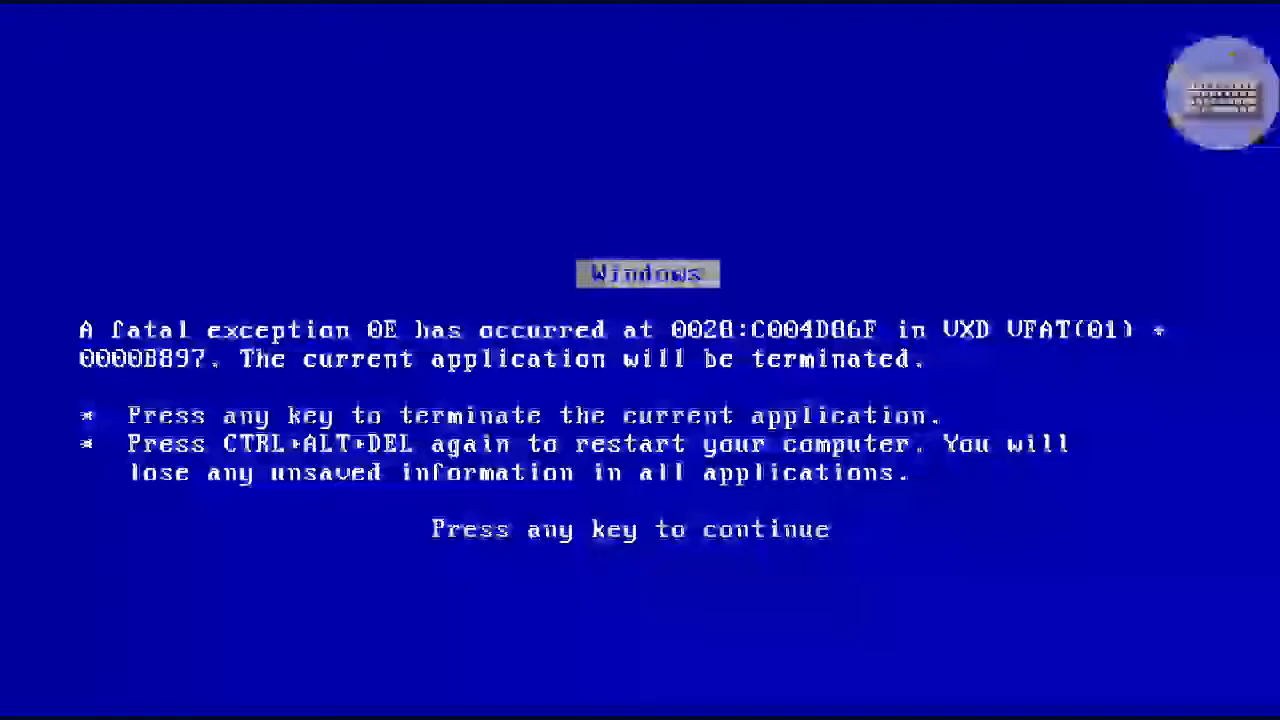 Windows
A fatal exception 0E has occurred at 0028:C004D86F in VXD VFAT(01) +
0000B897. The current application will be terminated.
* Press any key to terminate the current application.
* Press CTRL+ALT+DEL again to restart your computer. You will
lose any unsaved information in all applications.
Press any key to continue